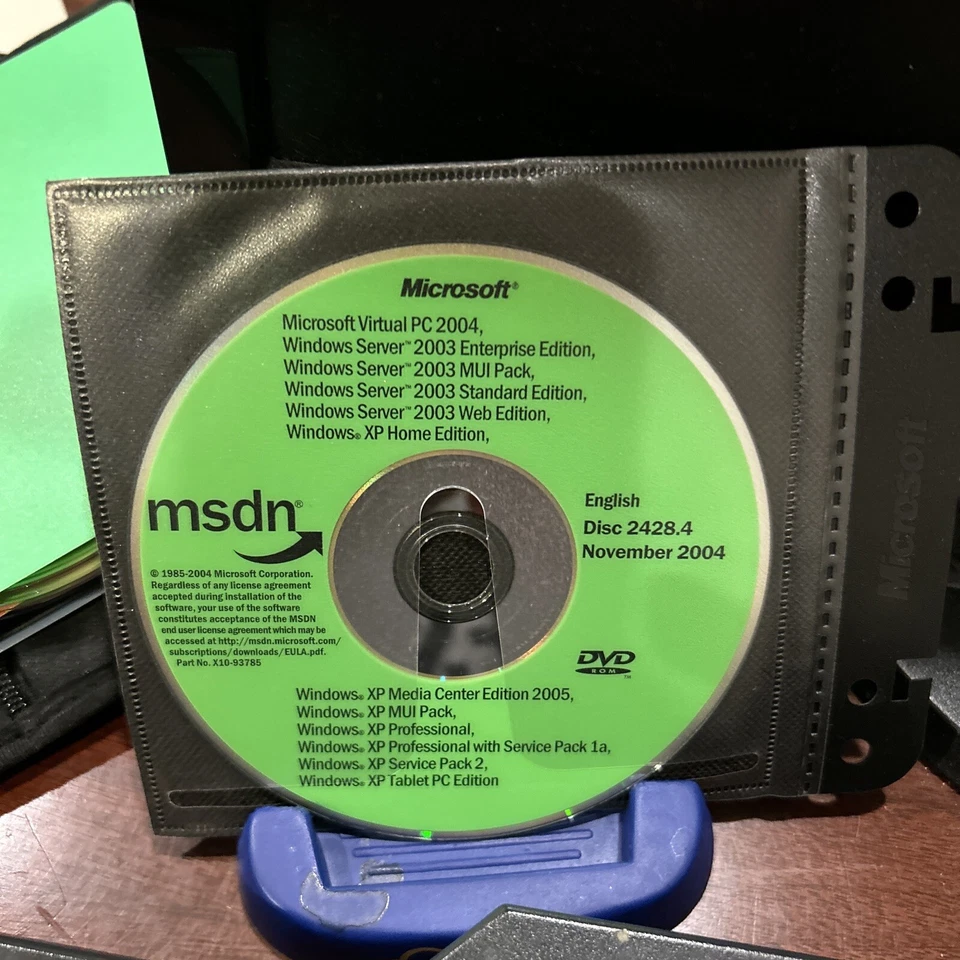 Microsoft®
Microsoft Virtual PC 2004,
Windows Server™ 2003 Enterprise Edition,
Windows Server™ 2003 MUI Pack,
Windows Server™ 2003 Standard Edition,
Windows Server™ 2003 Web Edition,
Windows® XP Home Edition,
msdn®
English
Disc 2428.4
November 2004
© 1985-2004 Microsoft Corporation.
Regardless of any license agreement
accepted during installation of the
software, your use of the software
constitutes acceptance of the MSDN
end user license agreement which may be
accessed at http://msdn.microsoft.com/
subscriptions/downloads/EULA.pdf.
Part No. X10-93785
DVD
ROM
™
Windows® XP Media Center Edition 2005,
Windows® XP MUI Pack,
Windows® XP Professional,
Windows® XP Professional with Service Pack 1a,
Windows® XP Service Pack 2,
Windows® XP Tablet PC Edition
Microsoft